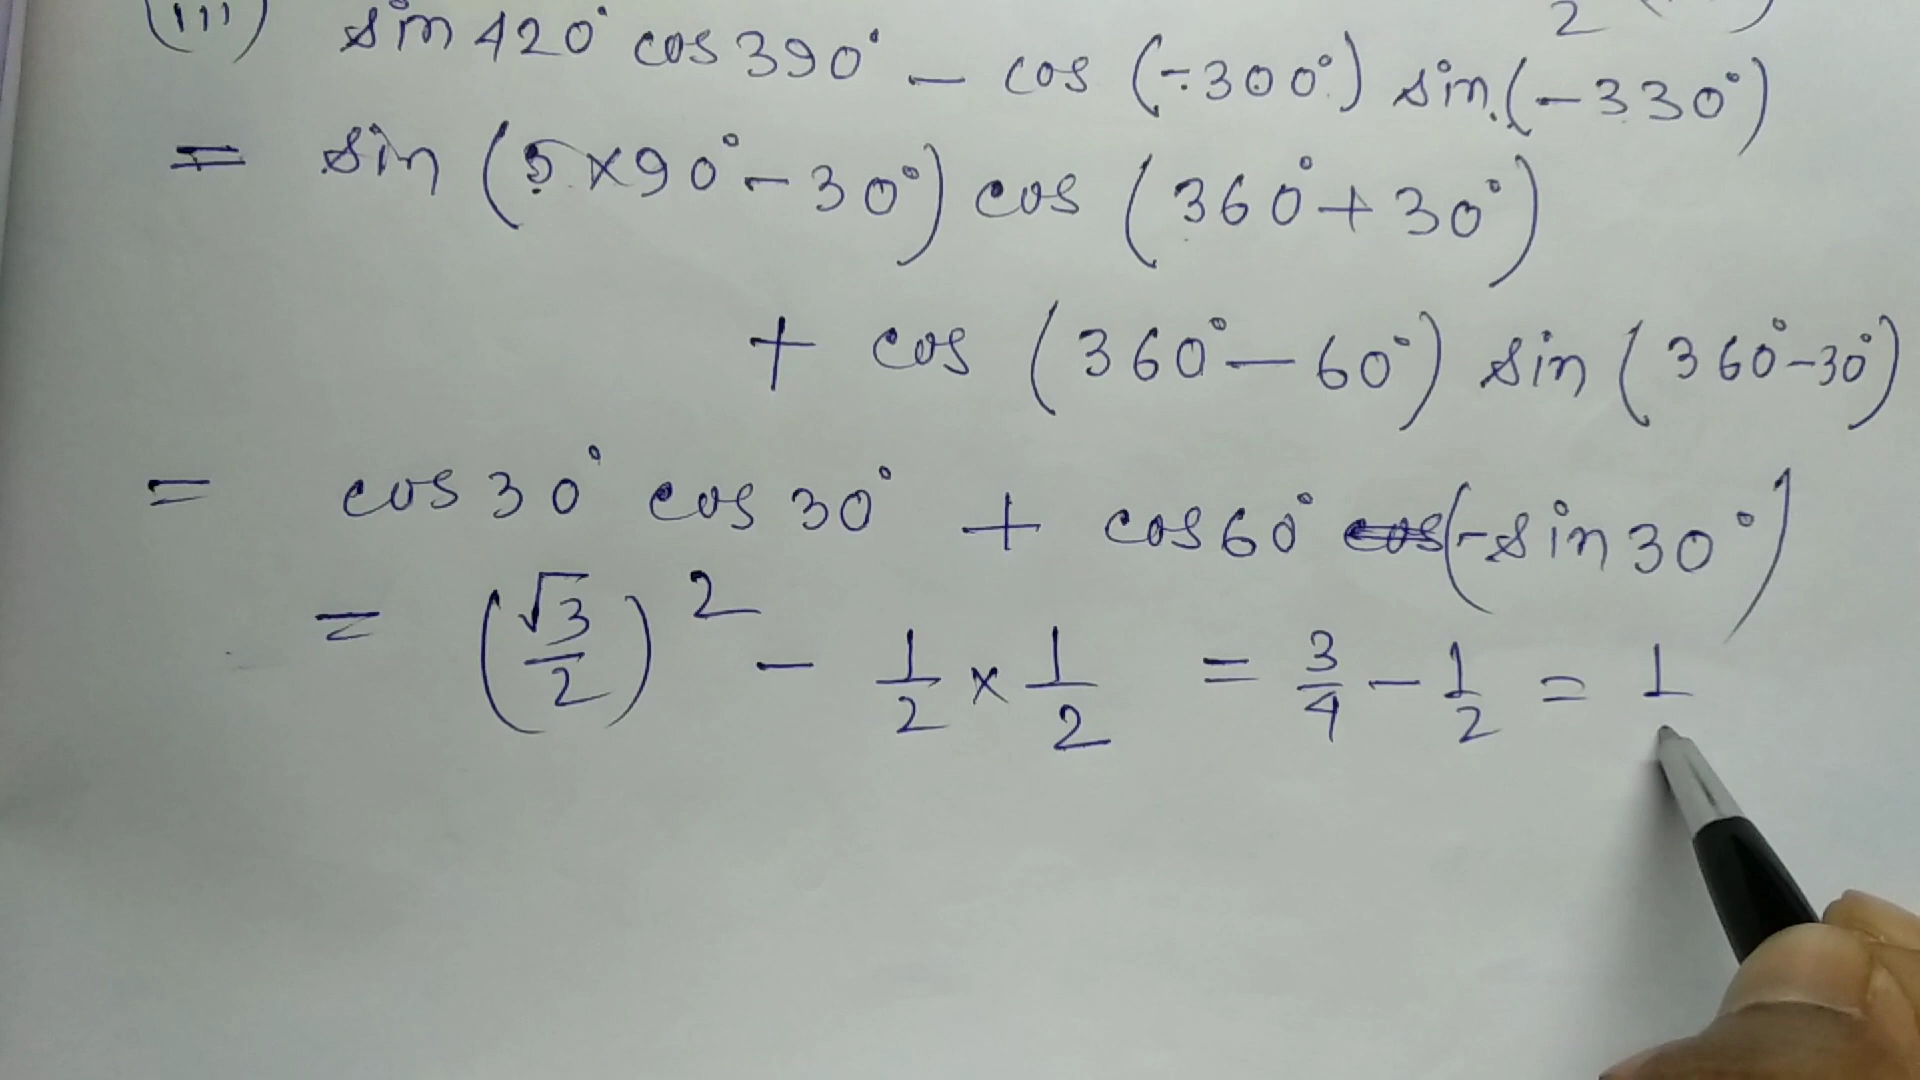 (iii) sin 420° cos 390° - cos (-300°) sin (-330°)
= sin (5×90°-30°) cos (360°+30°)
+ cos (360°-60°) sin (360°-30°)
= cos 30° cos 30° + cos 60° (-sin 30°)
= (√3/2)² - 1/2 × 1/2 = 3/4 - 1/2 = 1